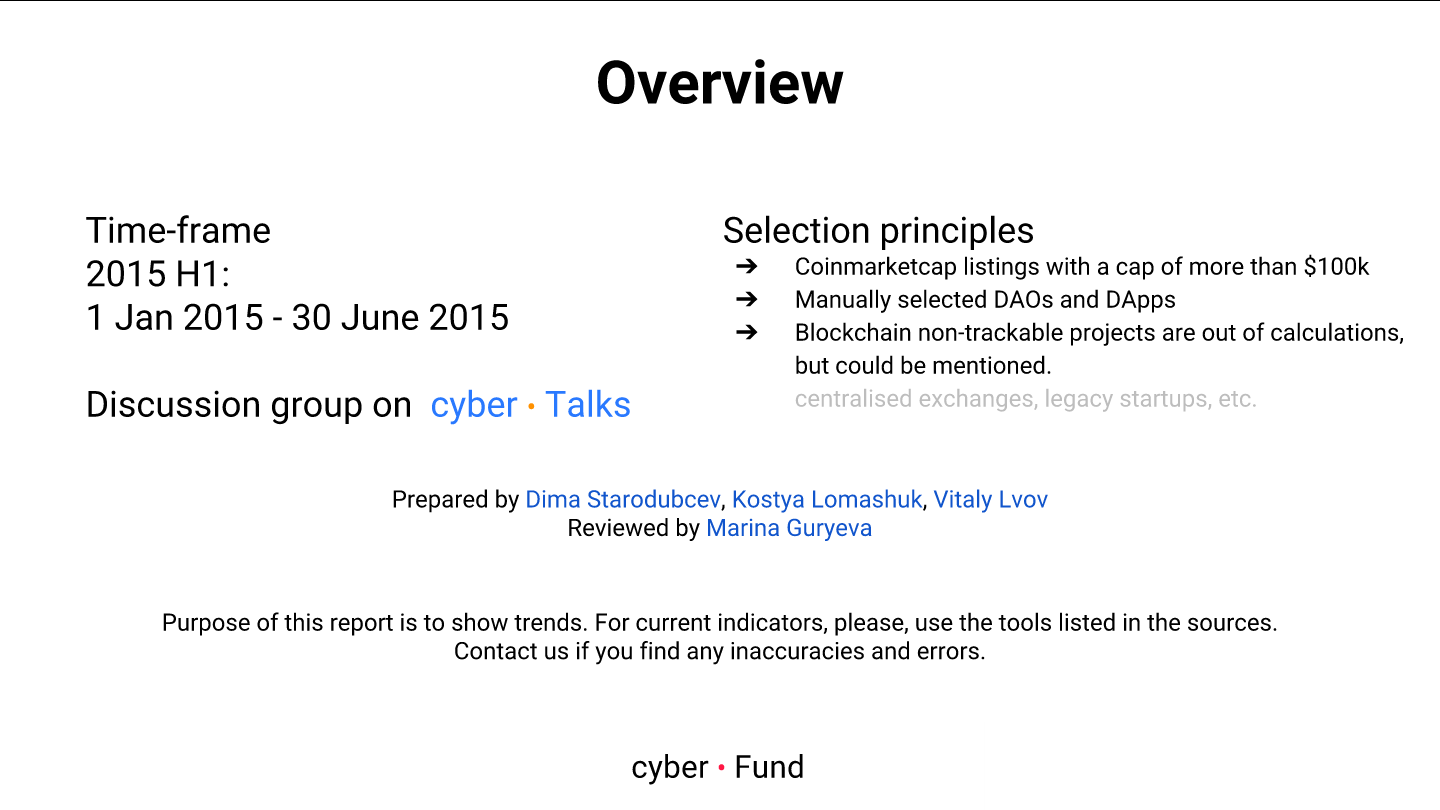 Overview
Time-frame
2015 H1:
1 Jan 2015 - 30 June 2015
Discussion group on cyber • Talks
Selection principles
➔ Coinmarketcap listings with a cap of more than $100k
➔ Manually selected DAOs and DApps
➔ Blockchain non-trackable projects are out of calculations,
but could be mentioned.
centralised exchanges, legacy startups, etc.
Prepared by Dima Starodubcev, Kostya Lomashuk, Vitaly Lvov
Reviewed by Marina Guryeva
Purpose of this report is to show trends. For current indicators, please, use the tools listed in the sources.
Contact us if you find any inaccuracies and errors.
cyber • Fund